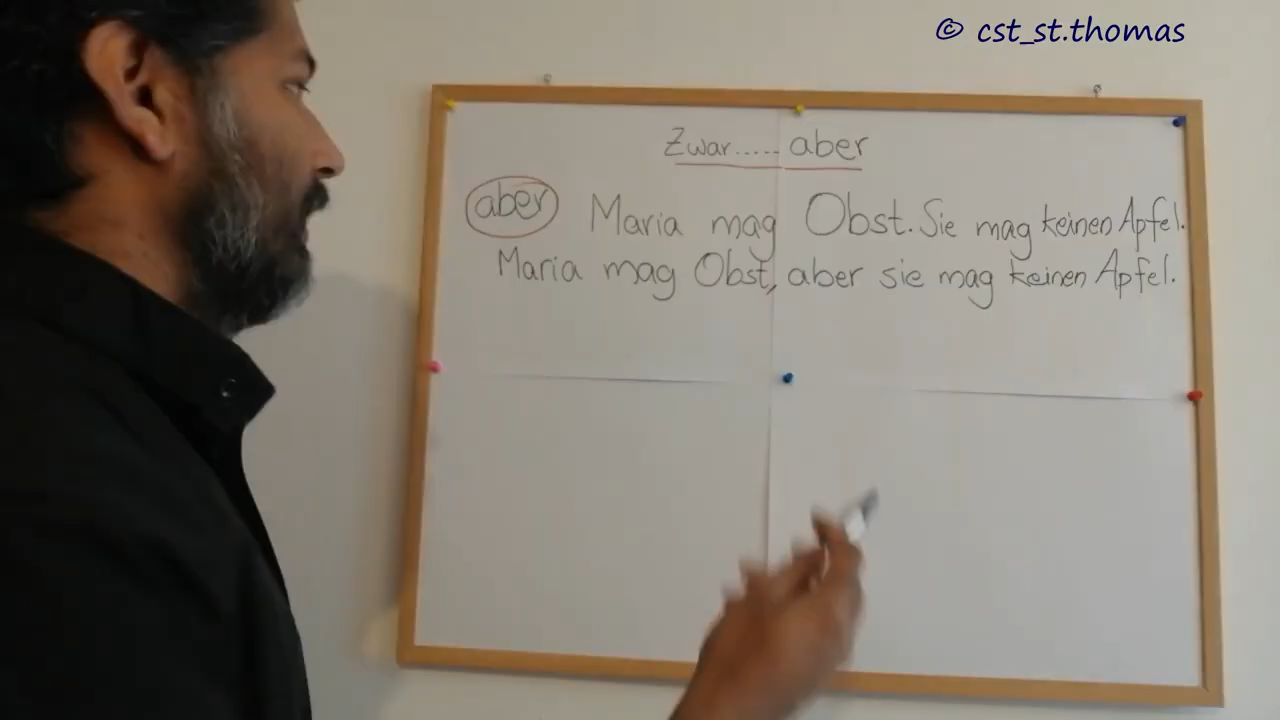 © cst_st.thomas
Zwar..... aber
aber Maria mag Obst. Sie mag keinen Apfel.
Maria mag Obst, aber sie mag keinen Apfel.